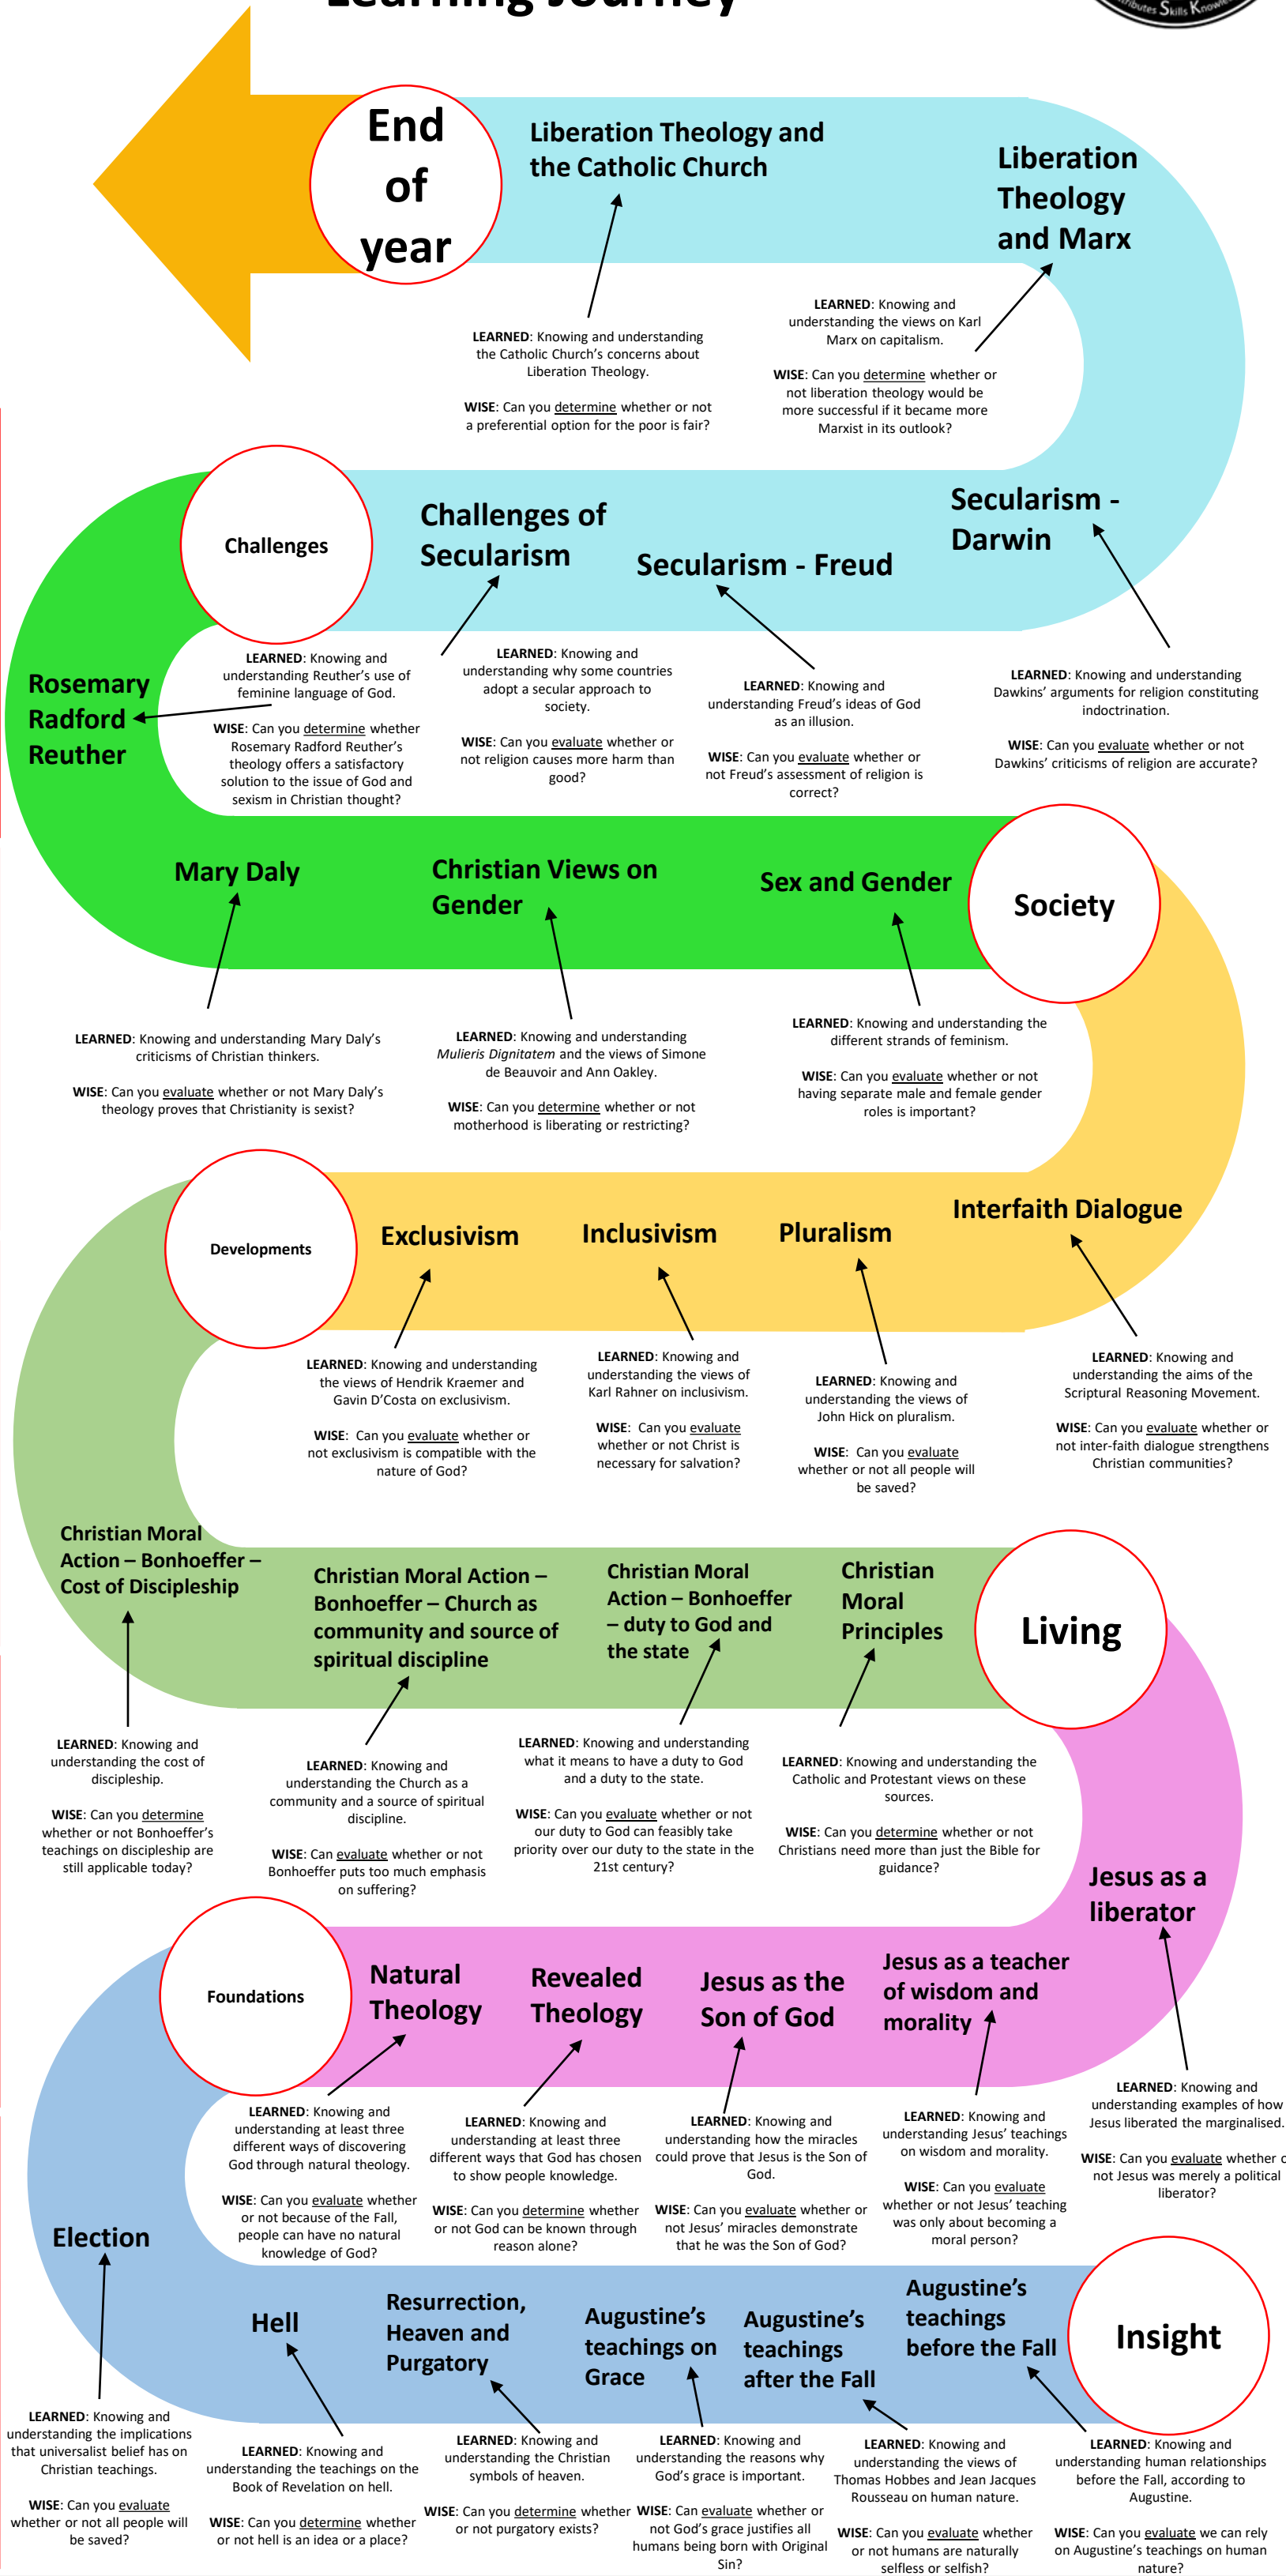 Learning Journey
Attributes Skills Knowledge
End
of
year
Liberation Theology and
the Catholic Church
Liberation
Theology
and Marx
LEARNED: Knowing and understanding
the Catholic Church's concerns about
Liberation Theology.
WISE: Can you determine whether or not
a preferential option for the poor is fair?
LEARNED: Knowing and
understanding the views on Karl
Marx on capitalism.
WISE: Can you determine whether or
not liberation theology would be
more successful if it became more
Marxist in its outlook?
Challenges
Challenges of
Secularism
Secularism - Freud
Secularism -
Darwin
Rosemary
Radford
Reuther
LEARNED: Knowing and
understanding Reuther's use of
feminine language of God.
WISE: Can you determine whether
Rosemary Radford Reuther's
theology offers a satisfactory
solution to the issue of God and
sexism in Christian thought?
LEARNED: Knowing and
understanding why some countries
adopt a secular approach to
society.
WISE: Can you evaluate whether or
not religion causes more harm than
good?
LEARNED: Knowing and
understanding Freud's ideas of God
as an illusion.
WISE: Can you evaluate whether or
not Freud's assessment of religion is
correct?
LEARNED: Knowing and understanding
Dawkins' arguments for religion constituting
indoctrination.
WISE: Can you evaluate whether or not
Dawkins' criticisms of religion are accurate?
Mary Daly
Christian Views on
Gender
Sex and Gender
Society
LEARNED: Knowing and understanding Mary Daly's
criticisms of Christian thinkers.
WISE: Can you evaluate whether or not Mary Daly's
theology proves that Christianity is sexist?
LEARNED: Knowing and understanding
Mulieris Dignitatem and the views of Simone
de Beauvoir and Ann Oakley.
WISE: Can you determine whether or not
motherhood is liberating or restricting?
LEARNED: Knowing and understanding the
different strands of feminism.
WISE: Can you evaluate whether or not
having separate male and female gender
roles is important?
Developments
Exclusivism
Inclusivism
Pluralism
Interfaith Dialogue
LEARNED: Knowing and understanding
the views of Hendrik Kraemer and
Gavin D'Costa on exclusivism.
WISE: Can you evaluate whether or
not exclusivism is compatible with the
nature of God?
LEARNED: Knowing and
understanding the views of
Karl Rahner on inclusivism.
WISE: Can you evaluate
whether or not Christ is
necessary for salvation?
LEARNED: Knowing and
understanding the views of
John Hick on pluralism.
WISE: Can you evaluate
whether or not all people will
be saved?
LEARNED: Knowing and
understanding the aims of the
Scriptural Reasoning Movement.
WISE: Can you evaluate whether or
not inter-faith dialogue strengthens
Christian communities?
Christian Moral
Action – Bonhoeffer –
Cost of Discipleship
Christian Moral Action –
Bonhoeffer – Church as
community and source of
spiritual discipline
Christian Moral
Action – Bonhoeffer
– duty to God and
the state
Christian
Moral
Principles
Living
LEARNED: Knowing and
understanding the cost of
discipleship.
WISE: Can you determine
whether or not Bonhoeffer's
teachings on discipleship are
still applicable today?
LEARNED: Knowing and
understanding the Church as a
community and a source of spiritual
discipline.
WISE: Can evaluate whether or not
Bonhoeffer puts too much emphasis
on suffering?
LEARNED: Knowing and understanding
what it means to have a duty to God
and a duty to the state.
WISE: Can you evaluate whether or not
our duty to God can feasibly take
priority over our duty to the state in the
21st century?
LEARNED: Knowing and understanding the
Catholic and Protestant views on these
sources.
WISE: Can you determine whether or not
Christians need more than just the Bible for
guidance?
Jesus as a
liberator
Foundations
Natural
Theology
Revealed
Theology
Jesus as the
Son of God
Jesus as a teacher
of wisdom and
morality
LEARNED: Knowing and
understanding at least three
different ways of discovering
God through natural theology.
WISE: Can you evaluate whether
or not because of the Fall,
people can have no natural
knowledge of God?
LEARNED: Knowing and
understanding at least three
different ways that God has chosen
to show people knowledge.
WISE: Can you determine whether
or not God can be known through
reason alone?
LEARNED: Knowing and
understanding how the miracles
could prove that Jesus is the Son of
God.
WISE: Can you evaluate whether or
not Jesus' miracles demonstrate
that he was the Son of God?
LEARNED: Knowing and
understanding Jesus' teachings
on wisdom and morality.
WISE: Can you evaluate
whether or not Jesus' teaching
was only about becoming a
moral person?
LEARNED: Knowing and
understanding examples of how
Jesus liberated the marginalised.
WISE: Can you evaluate whether o
not Jesus was merely a political
liberator?
Election
Hell
Resurrection,
Heaven and
Purgatory
Augustine's
teachings on
Grace
Augustine's
teachings
after the Fall
Augustine's
teachings
before the Fall
Insight
LEARNED: Knowing and
understanding the implications
that universalist belief has on
Christian teachings.
WISE: Can you evaluate
whether or not all people will
be saved?
LEARNED: Knowing and
understanding the teachings on the
Book of Revelation on hell.
WISE: Can you determine whether
or not hell is an idea or a place?
LEARNED: Knowing and
understanding the Christian
symbols of heaven.
WISE: Can you determine whether
or not purgatory exists?
LEARNED: Knowing and
understanding the reasons why
God's grace is important.
WISE: Can evaluate whether or
not God's grace justifies all
humans being born with Original
Sin?
LEARNED: Knowing and
understanding the views of
Thomas Hobbes and Jean Jacques
Rousseau on human nature.
WISE: Can you evaluate whether
or not humans are naturally
selfless or selfish?
LEARNED: Knowing and
understanding human relationships
before the Fall, according to
Augustine.
WISE: Can you evaluate we can rely
on Augustine's teachings on human
nature?